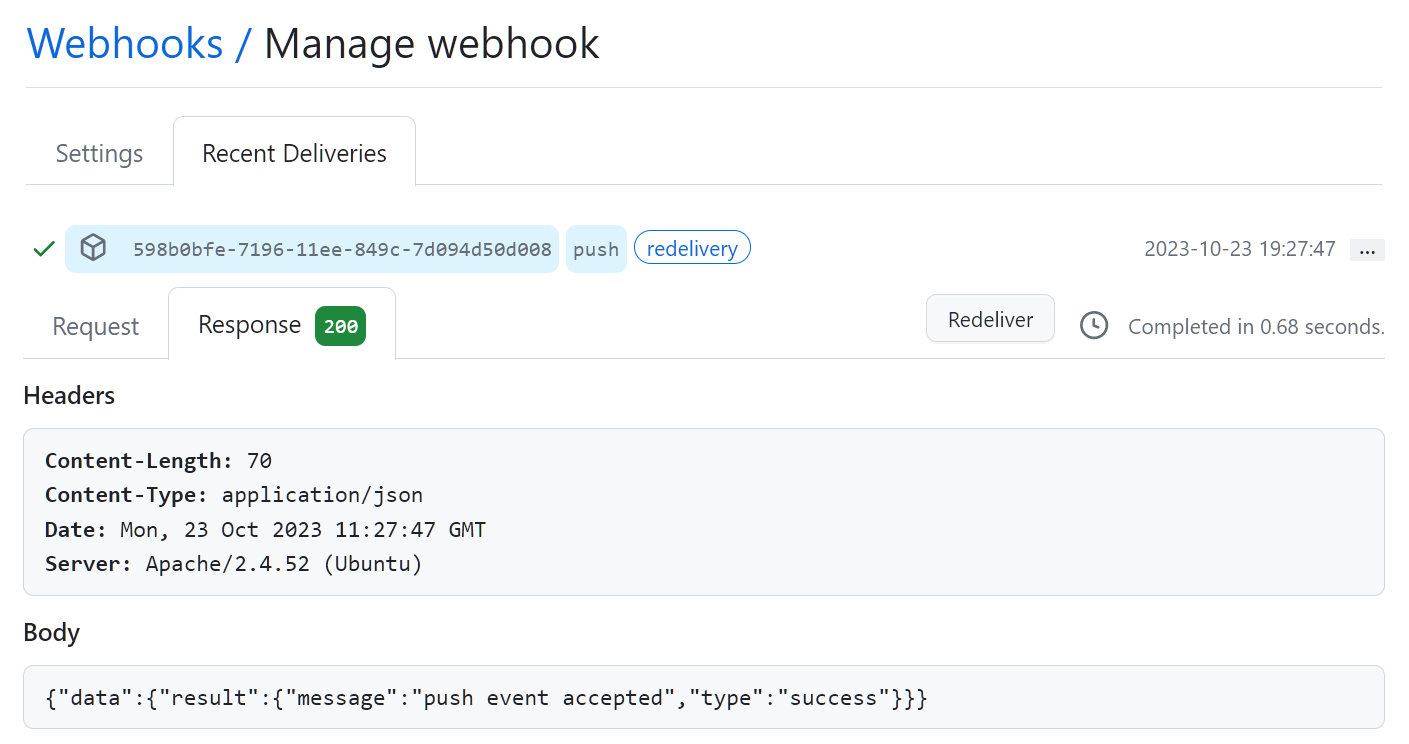 Webhooks / Manage webhook
Settings Recent Deliveries
598b0bfe-7196-11ee-849c-7d094d50d008 push redelivery 2023-10-23 19:27:47 ...
Request Response 200 Redeliver Completed in 0.68 seconds.
Headers
Content-Length: 70
Content-Type: application/json
Date: Mon, 23 Oct 2023 11:27:47 GMT
Server: Apache/2.4.52 (Ubuntu)
Body
{"data":{"result":{"message":"push event accepted","type":"success"}}}